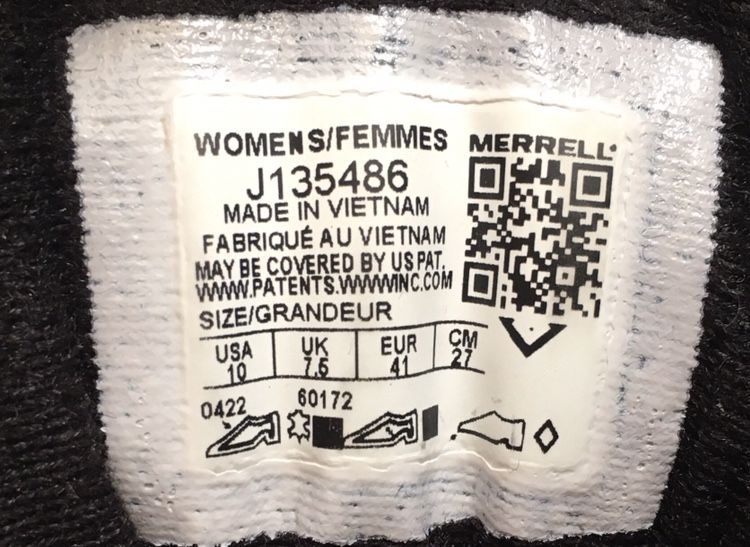 WOMENS/FEMMES
MERRELL
J135486
MADE IN VIETNAM
FABRIQUÉ AU VIETNAM
MAY BE COVERED BY US PAT.
WWW.PATENTS.WWWINC.COM
SIZE/GRANDEUR
USA UK EUR CM
10 7.5 41 27
0422 60172